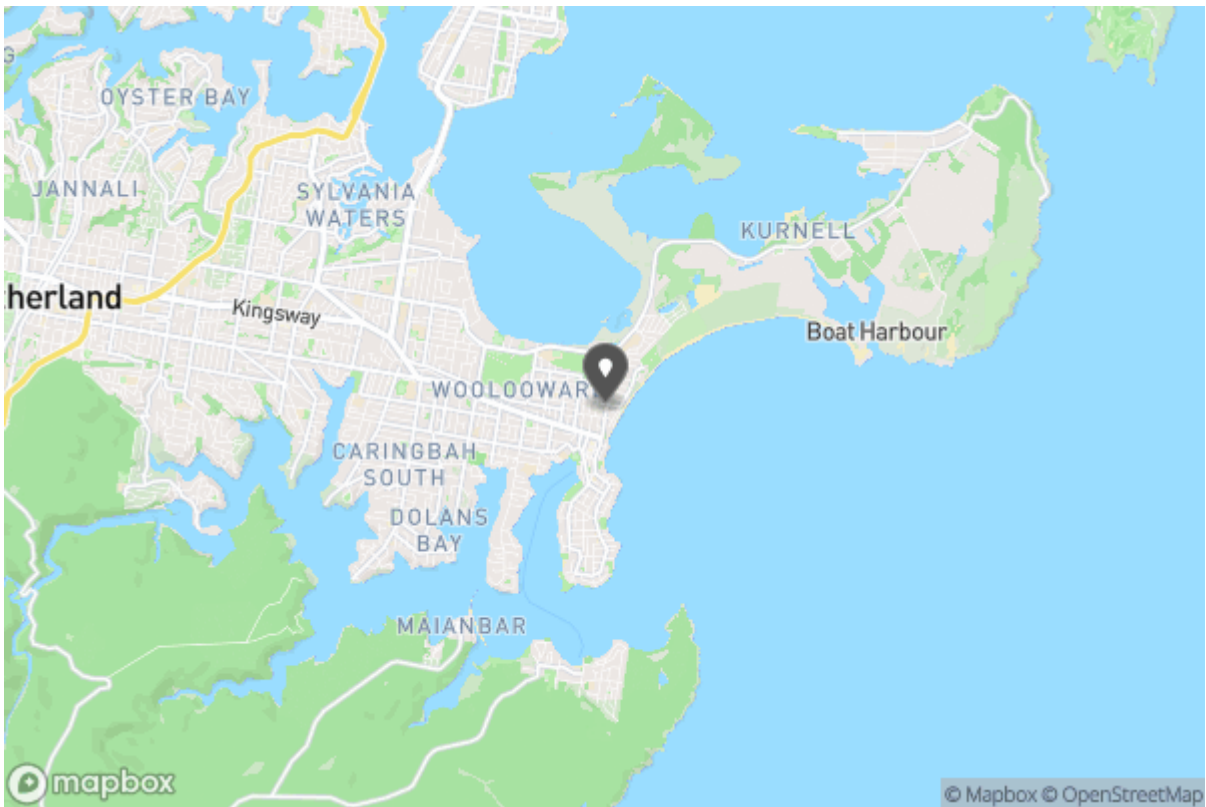 G
OYSTER BAY
JANNALI
SYLVANIA
WATERS
KURNELL
herland
Kingsway
Boat Harbour
WOOLOOWAR
CARINGBAH
SOUTH
DOLANS
BAY
MAIANBAR
mapbox
© Mapbox © OpenStreetMap